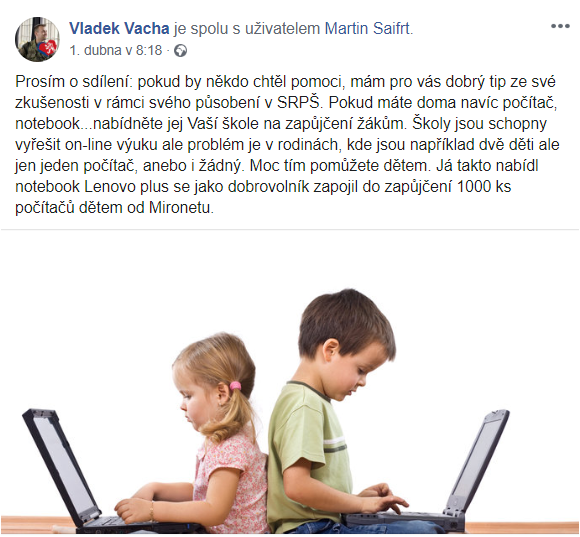 Vladek Vacha je spolu s uživatelem Martin Saifrt.
1. dubna v 8:18 ·
Prosím o sdílení: pokud by někdo chtěl pomoci, mám pro vás dobrý tip ze své
zkušenosti v rámci svého působení v SRPŠ. Pokud máte doma navíc počítač,
notebook...nabídněte jej Vaší škole na zapůjčení žákům. Školy jsou schopny
vyřešit on-line výuku ale problém je v rodinách, kde jsou například dvě děti ale
jen jeden počítač, anebo i žádný. Moc tím pomůžete dětem. Já takto nabídl
notebook Lenovo plus se jako dobrovolník zapojil do zapůjčení 1000 ks
počítačů dětem od Mironetu.